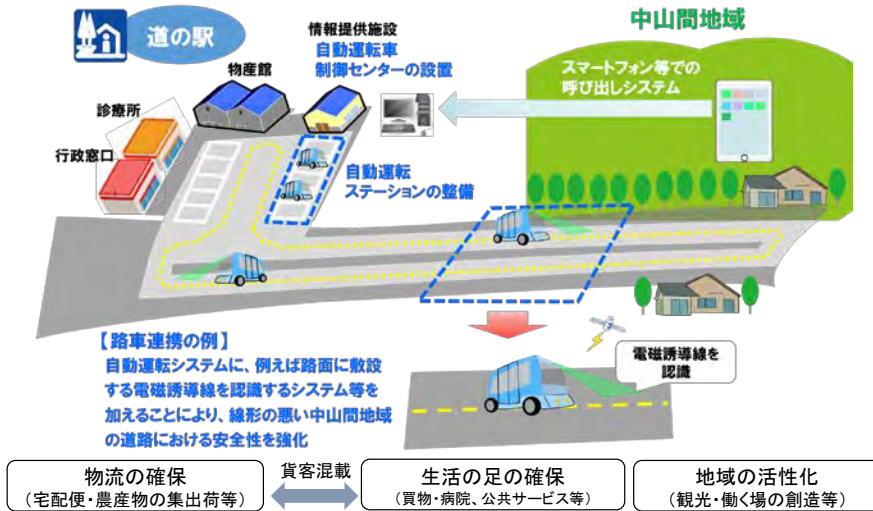 道の駅
情報提供施設
自動運転車
制御センターの設置
物産館
診療所
行政窓口
自動運転
ステーションの整備
中山間地域
スマートフォン等での
呼び出しシステム
【路車連携の例】
自動運転システムに、例えば路面に敷設
する電磁誘導線を認識するシステム等を
加えることにより、線形の悪い中山間地域
の道路における安全性を強化
電磁誘導線を
認識
物流の確保
（宅配便・農産物の集出荷等）
貨客混載
生活の足の確保
（買物・病院、公共サービス等）
地域の活性化
（観光・働く場の創造等）